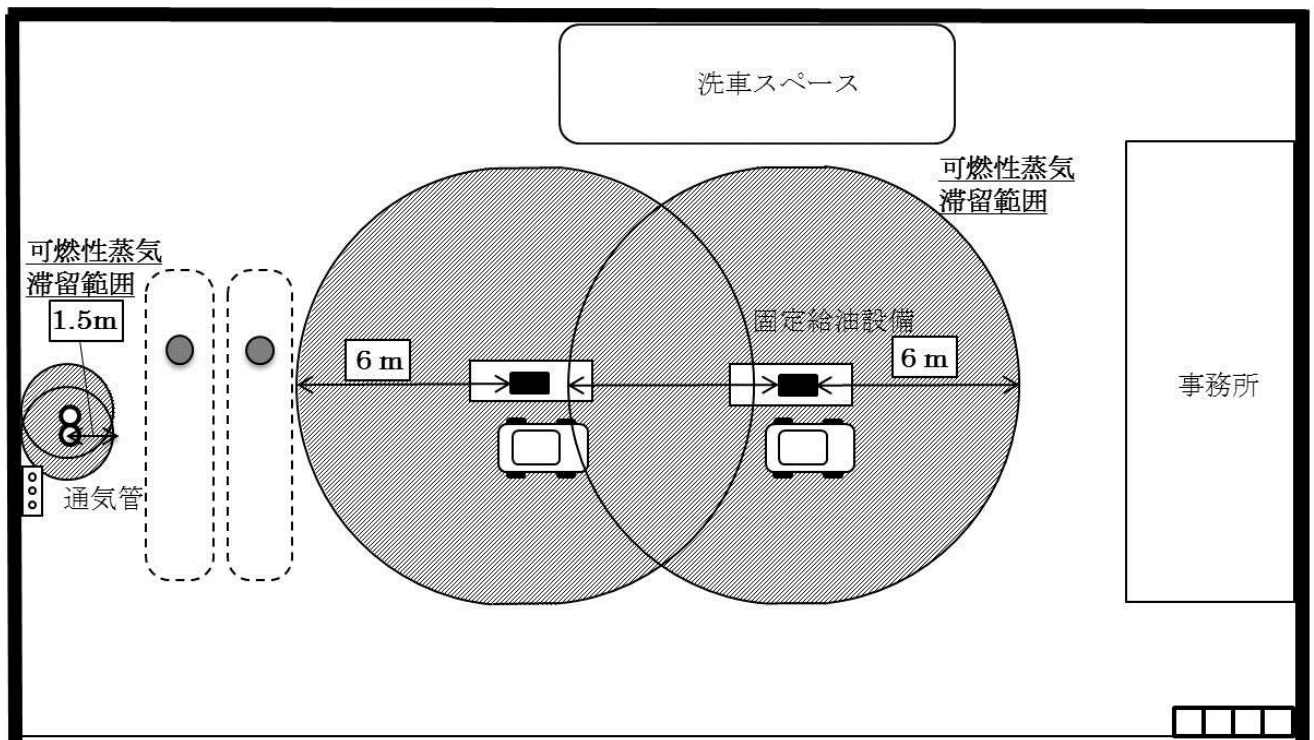 洗車スペース
可燃性蒸気
滞留範囲
可燃性蒸気
滞留範囲
1.5m
固定給油設備
6 m
6 m
事務所
通気管